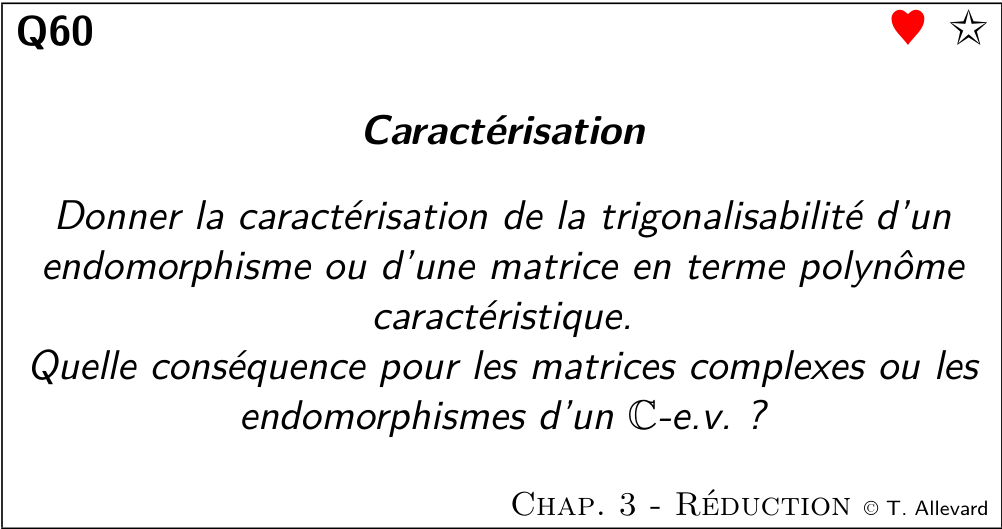 Q60
Caractérisation
Donner la caractérisation de la trigonalisabilité d'un
endomorphisme ou d'une matrice en terme polynôme
caractéristique.
Quelle conséquence pour les matrices complexes ou les
endomorphismes d'un ℂ-e.v. ?
Chap. 3 - Réduction © T. Allevard